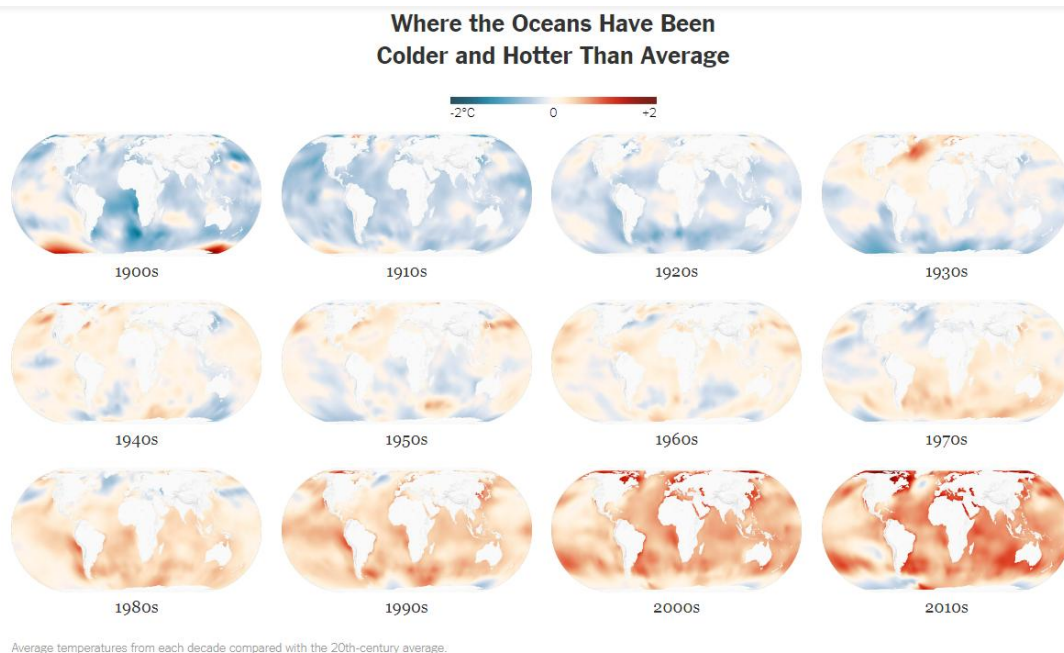 Where the Oceans Have Been
Colder and Hotter Than Average
-2°C 0 +2
1900s 1910s 1920s 1930s
1940s 1950s 1960s 1970s
1980s 1990s 2000s 2010s
Average temperatures from each decade compared with the 20th-century average.